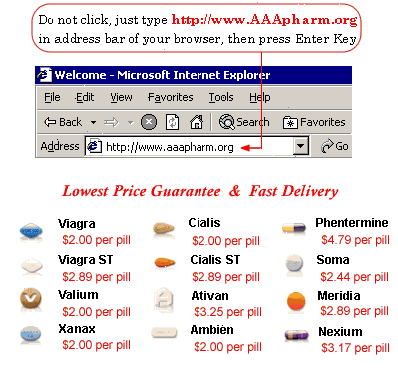 Do not click, just type http://www.AAApharm.org
in address bar of your browser, then press Enter Key
Welcome - Microsoft Internet Explorer
File Edit View Favorites Tools Help
Back Search Favorites
Address http://www.aaapharm.org Go
Lowest Price Guarantee & Fast Delivery
Viagra Cialis Phentermine
$2.00 per pill $2.00 per pill $4.79 per pill
Viagra ST Cialis ST Soma
$2.89 per pill $2.89 per pill $2.44 per pill
Valium Ativan Meridia
$2.00 per pill $3.25 per pill $2.89 per pill
Xanax Ambien Nexium
$2.00 per pill $2.00 per pill $3.17 per pill